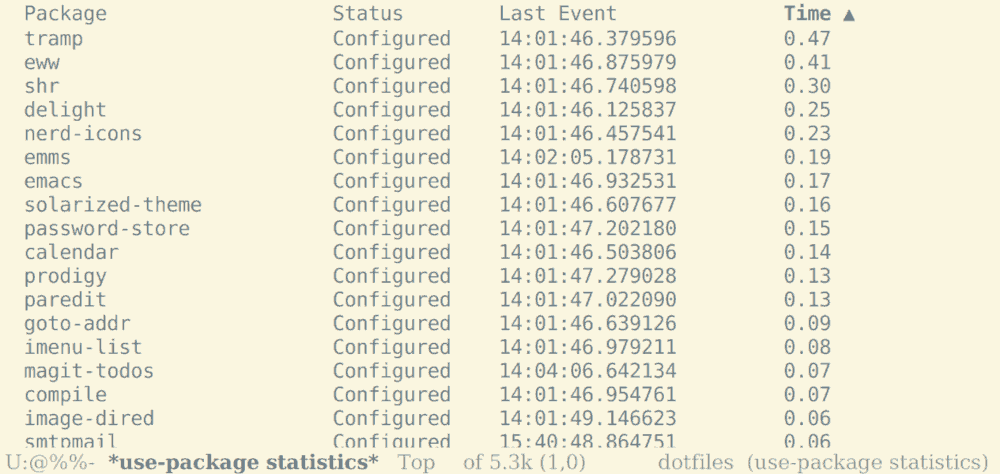 Package Status Last Event Time ▲
tramp Configured 14:01:46.379596 0.47
eww Configured 14:01:46.875979 0.41
shr Configured 14:01:46.740598 0.30
delight Configured 14:01:46.125837 0.25
nerd-icons Configured 14:01:46.457541 0.23
emms Configured 14:02:05.178731 0.19
emacs Configured 14:01:46.932531 0.17
solarized-theme Configured 14:01:46.607677 0.16
password-store Configured 14:01:47.202180 0.15
calendar Configured 14:01:46.503806 0.14
prodigy Configured 14:01:47.279028 0.13
paredit Configured 14:01:47.022090 0.13
goto-addr Configured 14:01:46.639126 0.09
imenu-list Configured 14:01:46.979211 0.08
magit-todos Configured 14:04:06.642134 0.07
compile Configured 14:01:46.954761 0.07
image-dired Configured 14:01:49.146623 0.06
smtpmail Configured 15:40:48.864751 0.06
U:@%%- *use-package statistics* Top of 5.3k (1,0) dotfiles (use-package statistics)